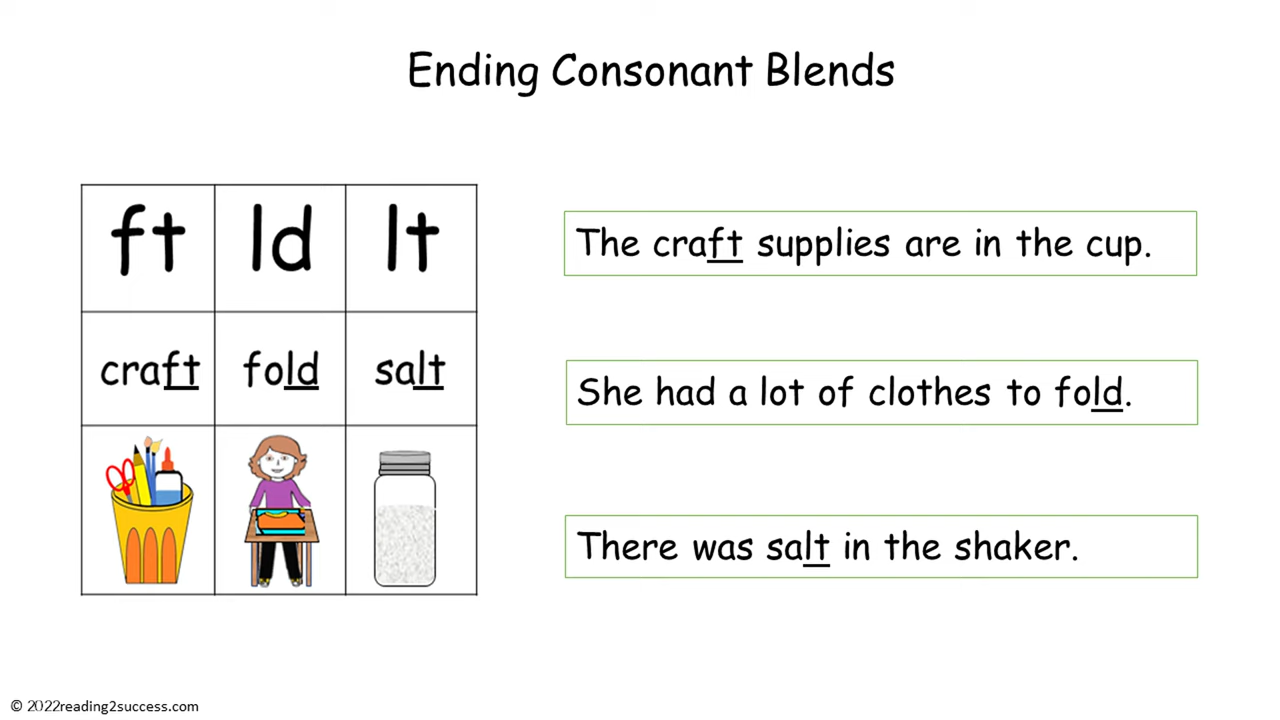 Ending Consonant Blends
ft ld lt
craft fold salt
The craft supplies are in the cup.
She had a lot of clothes to fold.
There was salt in the shaker.
© 2022reading2success.com